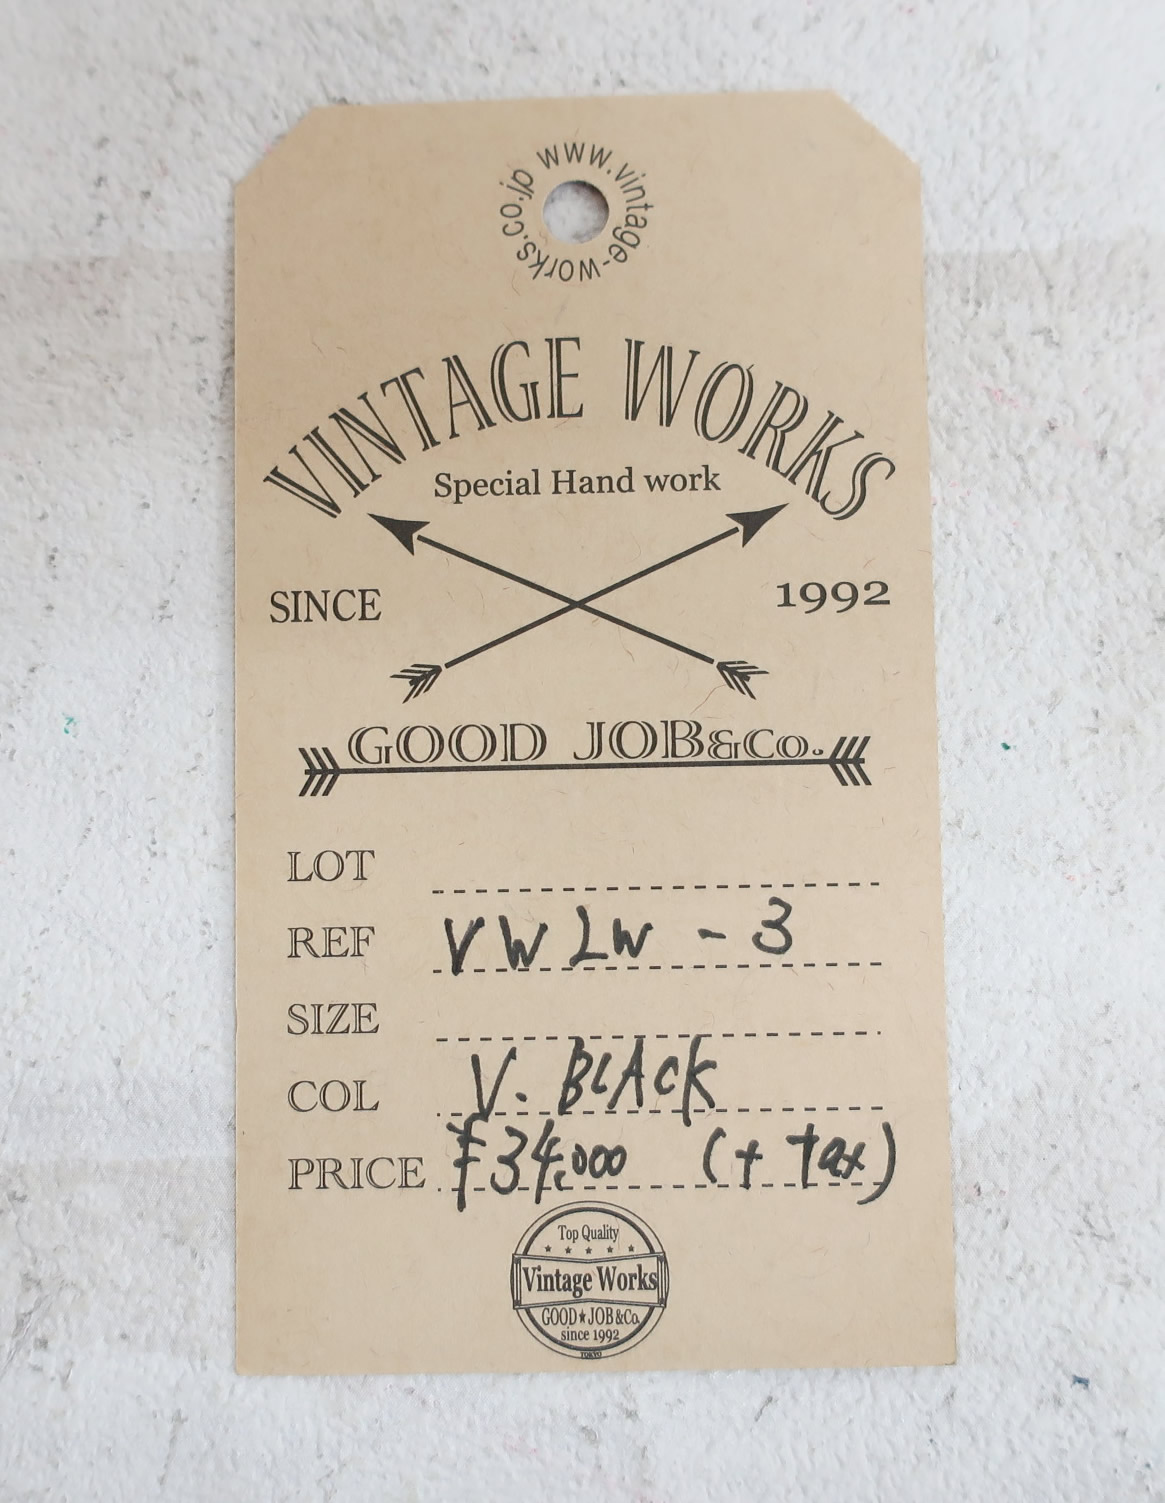 www.vintage-works.co.jp
VINTAGE WORKS
Special Hand work
SINCE 1992
GOOD JOB&Co.
LOT
REF VWLW-3
SIZE
COL V. BLACK
PRICE ¥34,000 (+ tax)
Top Quality
Vintage Works
GOOD★JOB&Co.
since 1992
TOKYO